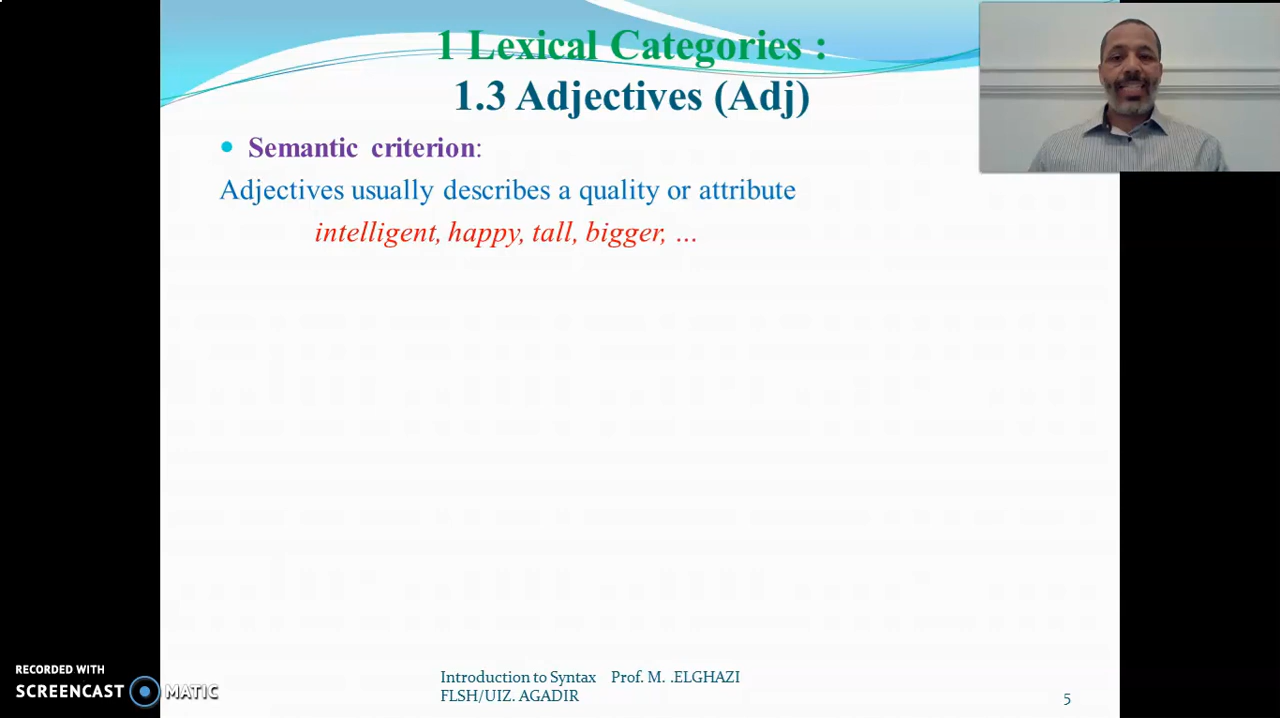 1 Lexical Categories :
1.3 Adjectives (Adj)
Semantic criterion:
Adjectives usually describes a quality or attribute
intelligent, happy, tall, bigger, ...
RECORDED WITH
SCREENCAST MATIC
Introduction to Syntax Prof. M. .ELGHAZI
FLSH/UIZ. AGADIR
5